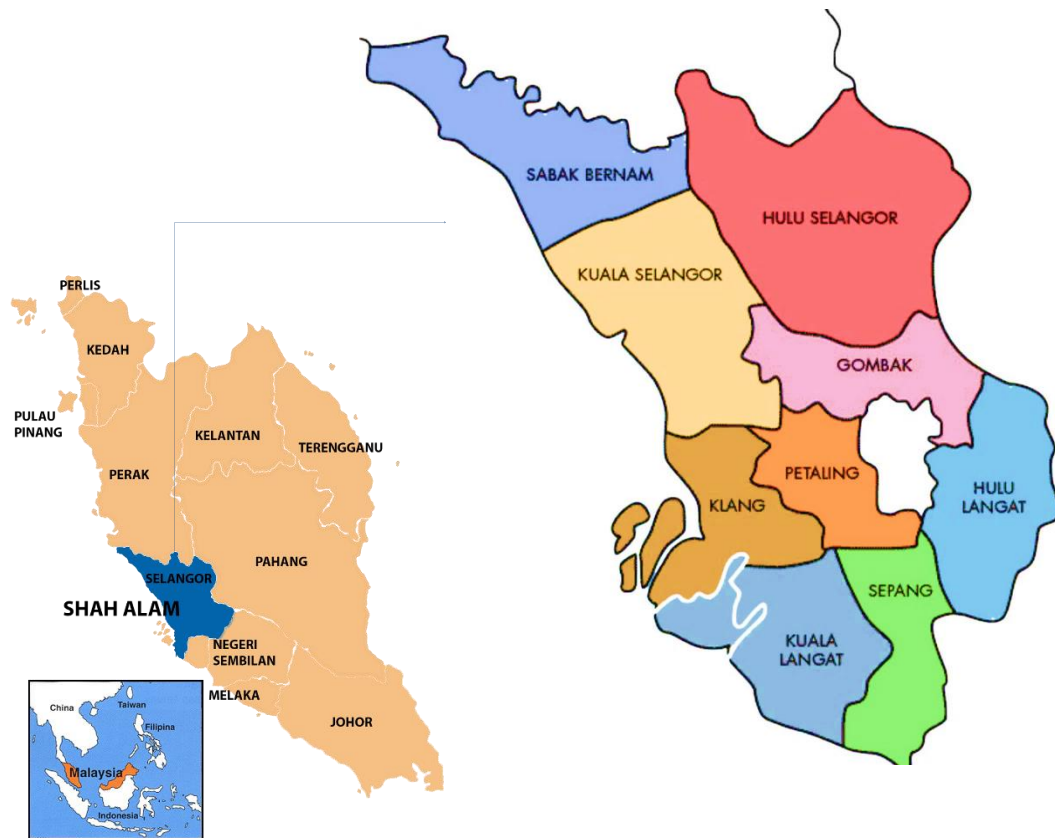 PERLIS
KEDAH
PULAU
PINANG
KELANTAN
TERENGGANU
PERAK
PAHANG
SELANGOR
SHAH ALAM
NEGERI
SEMBILAN
MELAKA
JOHOR
China
Taiwan
Filipina
Malaysia
Indonesia
SABAK BERNAM
HULU SELANGOR
KUALA SELANGOR
GOMBAK
PETALING
HULU
LANGAT
KLANG
SEPANG
KUALA
LANGAT